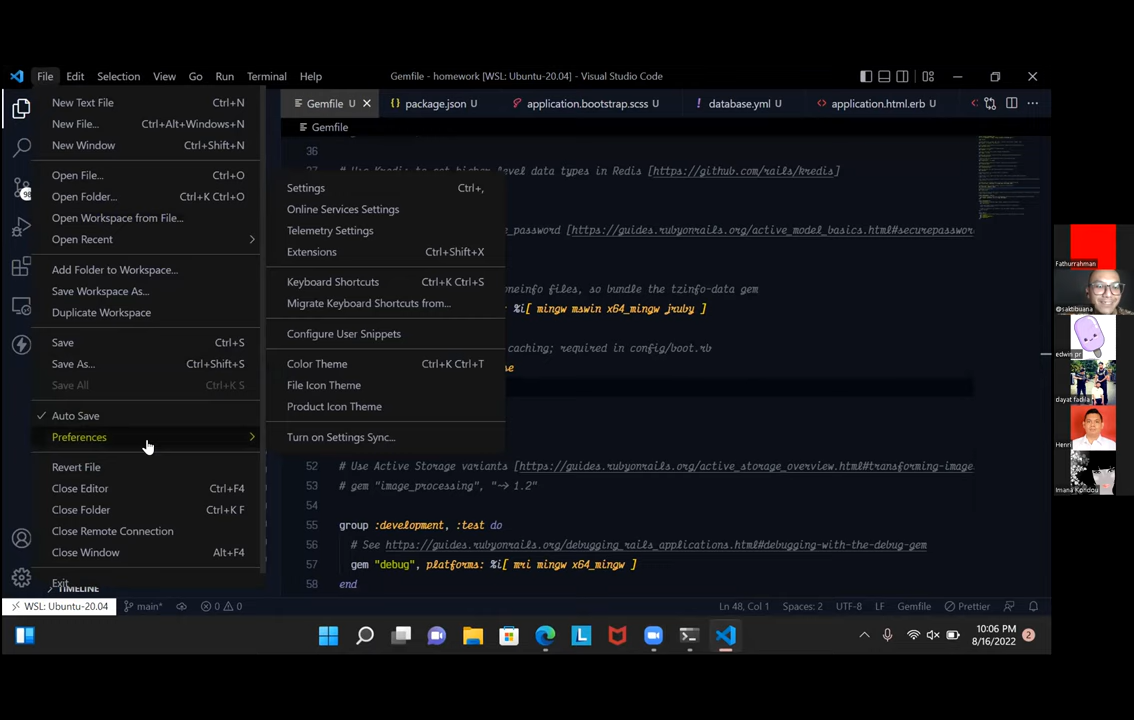 File Edit Selection View Go Run Terminal Help
Gemfile - homework [WSL: Ubuntu-20.04] - Visual Studio Code
Gemfile U
package.json U
application.bootstrap.scss U
database.yml U
application.html.erb U
Gemfile
New Text File Ctrl+N
New File... Ctrl+Alt+Windows+N
New Window Ctrl+Shift+N
Open File... Ctrl+O
Open Folder... Ctrl+K Ctrl+O
Open Workspace from File...
Open Recent
Add Folder to Workspace...
Save Workspace As...
Duplicate Workspace
Save Ctrl+S
Save As... Ctrl+Shift+S
Save All Ctrl+K S
Auto Save
Preferences
Revert File
Close Editor Ctrl+F4
Close Folder Ctrl+K F
Close Remote Connection
Close Window Alt+F4
Exit
TIMELINE
Settings Ctrl+,
Online Services Settings
Telemetry Settings
Extensions Ctrl+Shift+X
Keyboard Shortcuts Ctrl+K Ctrl+S
Migrate Keyboard Shortcuts from...
Configure User Snippets
Color Theme Ctrl+K Ctrl+T
File Icon Theme
Product Icon Theme
Turn on Settings Sync...
36
# Use Kredis to get higher-level data types in Redis [https://github.com/rails/kredis]
_password [https://guides.rubyonrails.org/active_model_basics.html#securepasswor
oneinfo files, so bundle the tzinfo-data gem
%i[ mingw mswin x64_mingw jruby ]
caching; required in config/boot.rb
se
52 # Use Active Storage variants [https://guides.rubyonrails.org/active_storage_overview.html#transforming-image
53 # gem "image_processing", "~> 1.2"
54
55 group :development, :test do
56 # See https://guides.rubyonrails.org/debugging_rails_applications.html#debugging-with-the-debug-gem
57 gem "debug", platforms: %i[ mri mingw x64_mingw ]
58 end
WSL: Ubuntu-20.04 main* 0 0
Ln 48, Col 1 Spaces: 2 UTF-8 LF Gemfile Prettier
10:06 PM
8/16/2022
2
Fathurrahman
@saktibuana
edwin pr
dayat fadila
Henri
Imana Kondou